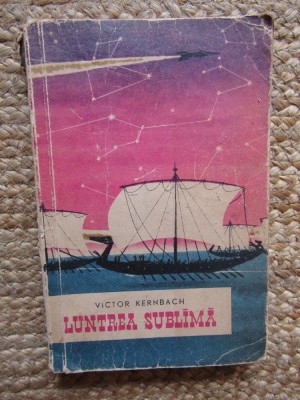 VICTOR KERNBACH
LUNTREA SUBLIMĂ